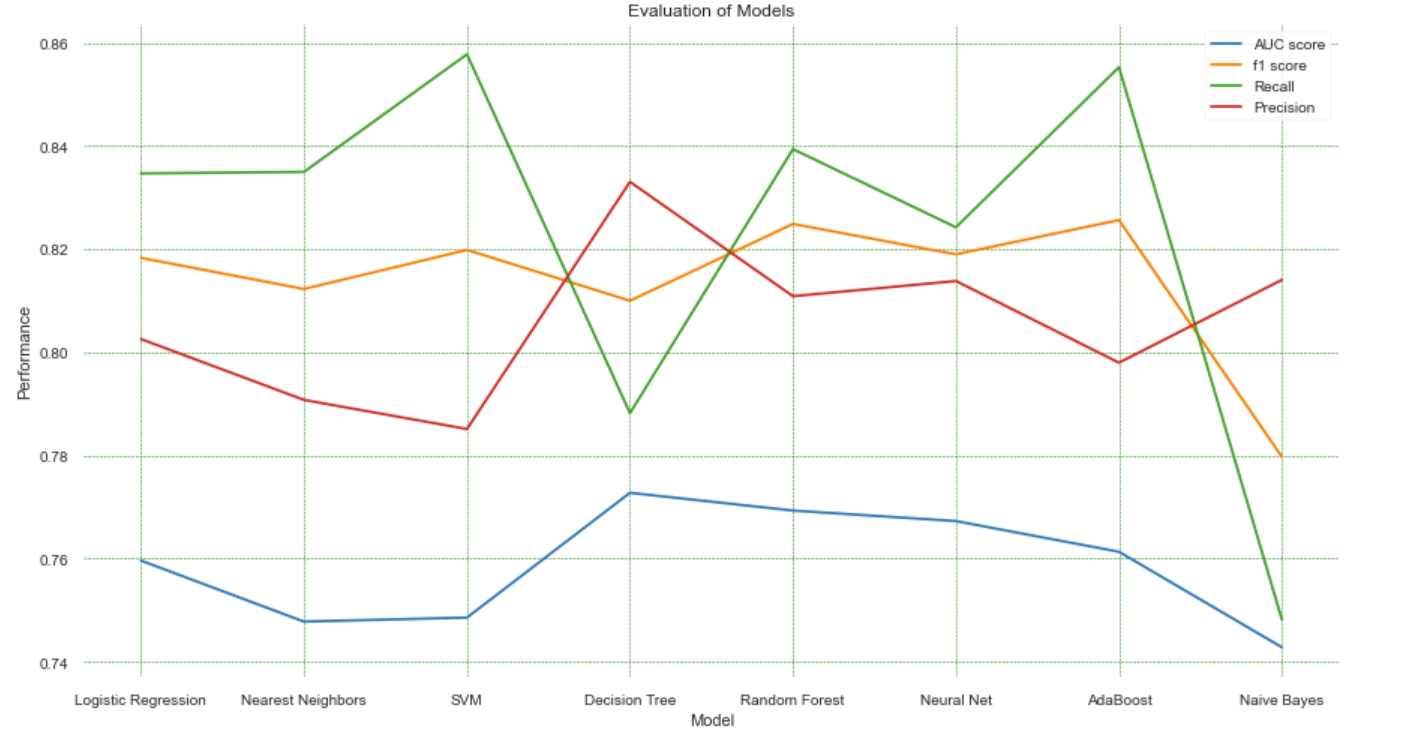 Evaluation of Models
AUC score
f1 score
Recall
Precision
Performance
0.86
0.84
0.82
0.80
0.78
0.76
0.74
Logistic Regression Nearest Neighbors SVM Decision Tree Random Forest Neural Net AdaBoost Naive Bayes
Model